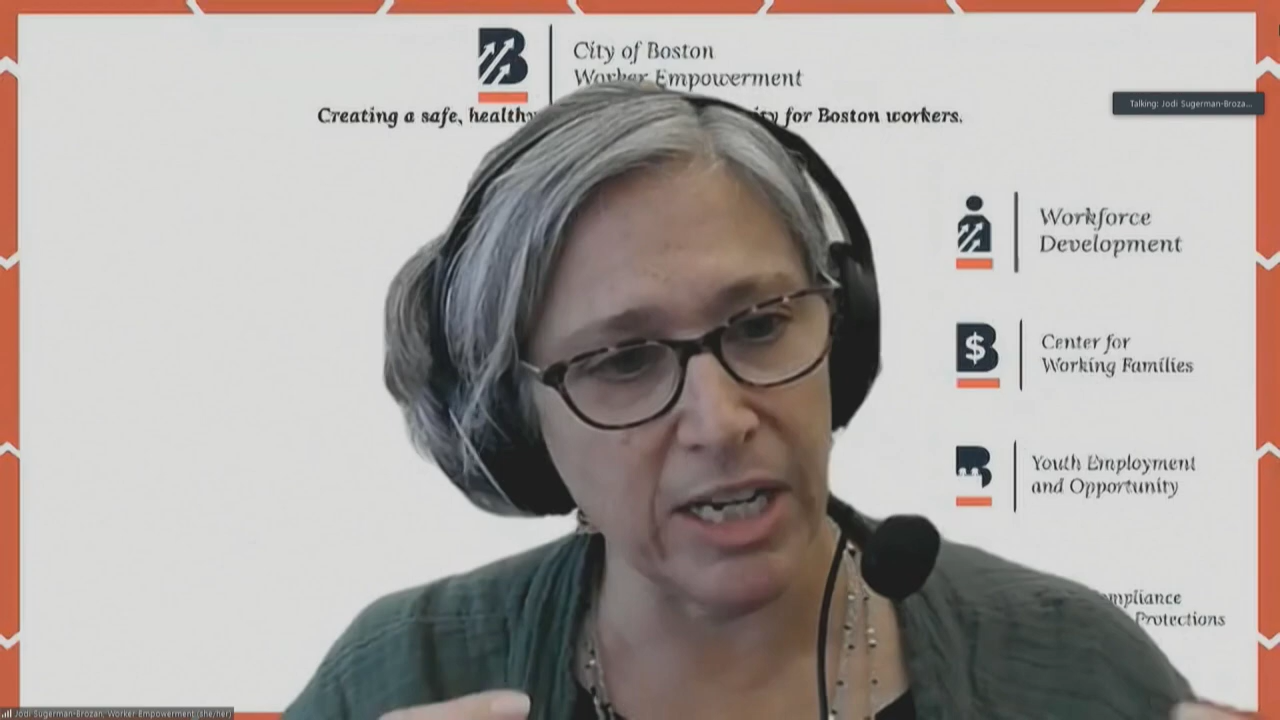 City of Boston
Worker Empowerment
Creating a safe, healthy
for Boston workers.
Talking: Jodi Sugerman-Broza...
Workforce
Development
$
Center for
Working Families
Youth Employment
and Opportunity
mpliance
Protections
Jodi Sugerman-Brozan, Worker Empowerment (she/her)